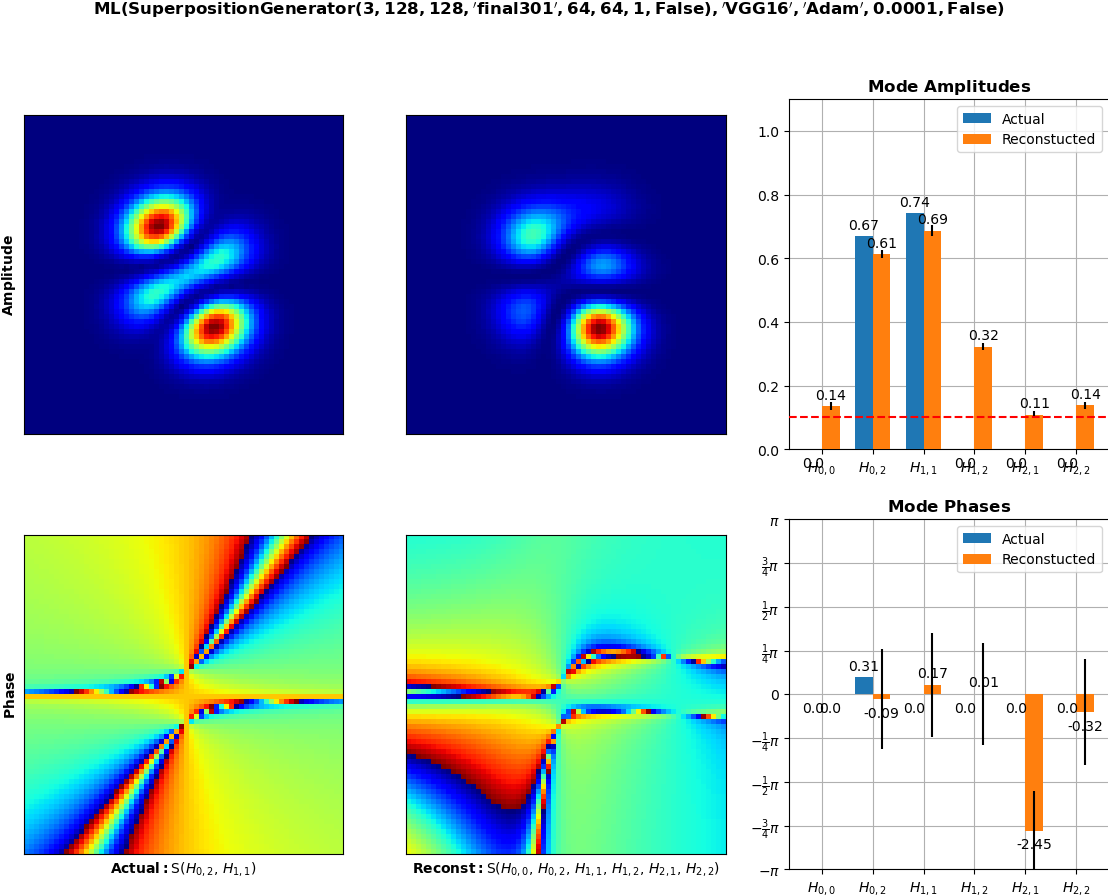 ML(SuperpositionGenerator(3, 128, 128, ′final301′, 64, 64, 1, False), ′VGG16′, ′Adam′, 0.0001, False)
Amplitude
Mode Amplitudes
Actual
Reconstucted
1.0
0.8
0.6
0.4
0.2
0.0
0.14
0.67
0.61
0.74
0.69
0.32
0.11
0.14
0.0
0.0
0.0
0.0
H0,0
H0,2
H1,1
H1,2
H2,1
H2,2
Phase
Actual: S(H0,2, H1,1)
Reconst: S(H0,0, H0,2, H1,1, H1,2, H2,1, H2,2)
Mode Phases
Actual
Reconstucted
π
3/4π
1/2π
1/4π
0
−1/4π
−1/2π
−3/4π
−π
0.0
0.0
0.31
-0.09
0.0
0.17
0.0
0.01
0.0
-2.45
0.0
-0.32
H0,0
H0,2
H1,1
H1,2
H2,1
H2,2